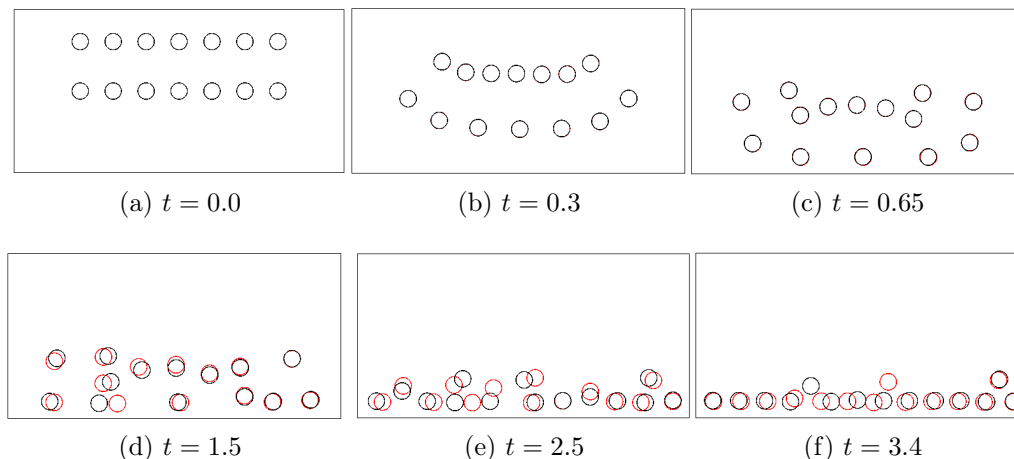 (a) t = 0.0
(b) t = 0.3
(c) t = 0.65
(d) t = 1.5
(e) t = 2.5
(f) t = 3.4